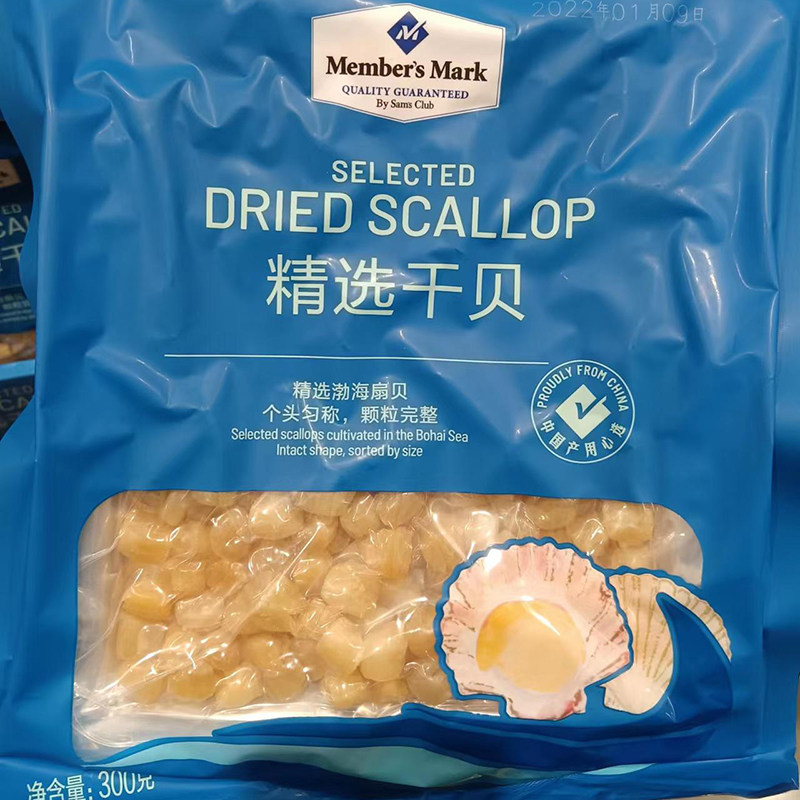 2022年01月09日
Member's Mark
QUALITY GUARANTEED
By Sam's Club
SELECTED
DRIED SCALLOP
精选干贝
精选渤海扇贝
个头匀称，颗粒完整
Selected scallops cultivated in the Bohai Sea
Intact shape, sorted by size
PROUDLY FROM CHINA
中国产用心选
净含量: 300克